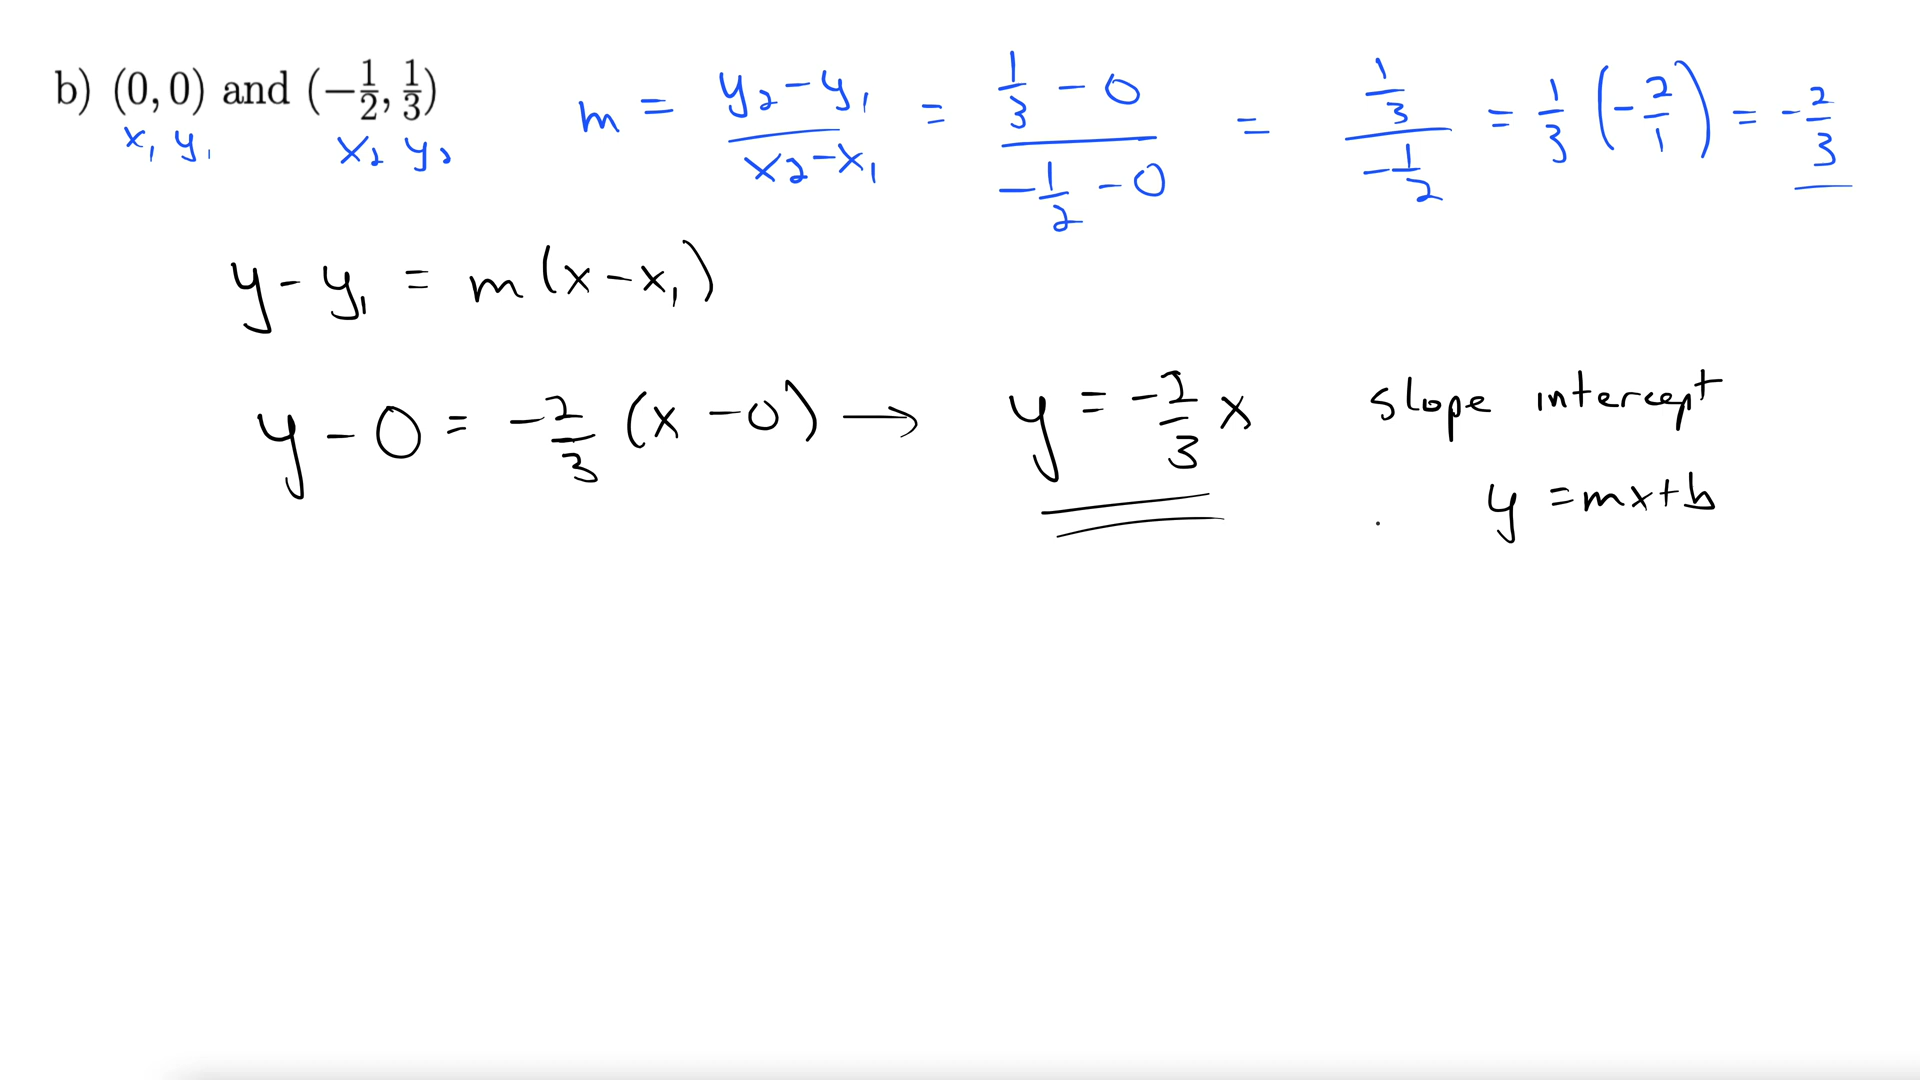 b) (0, 0) and (−1/2, 1/3) m = (y₂−y₁)/(x₂−x₁) = (1/3 − 0)/(−1/2 − 0) = (1/3)/(−1/2) = 1/3 (−2/1) = −2/3
x₁ y₁ x₂ y₂
y − y₁ = m(x − x₁)
y − 0 = −2/3 (x − 0) → y = −2/3 x slope intercept
y = mx+b